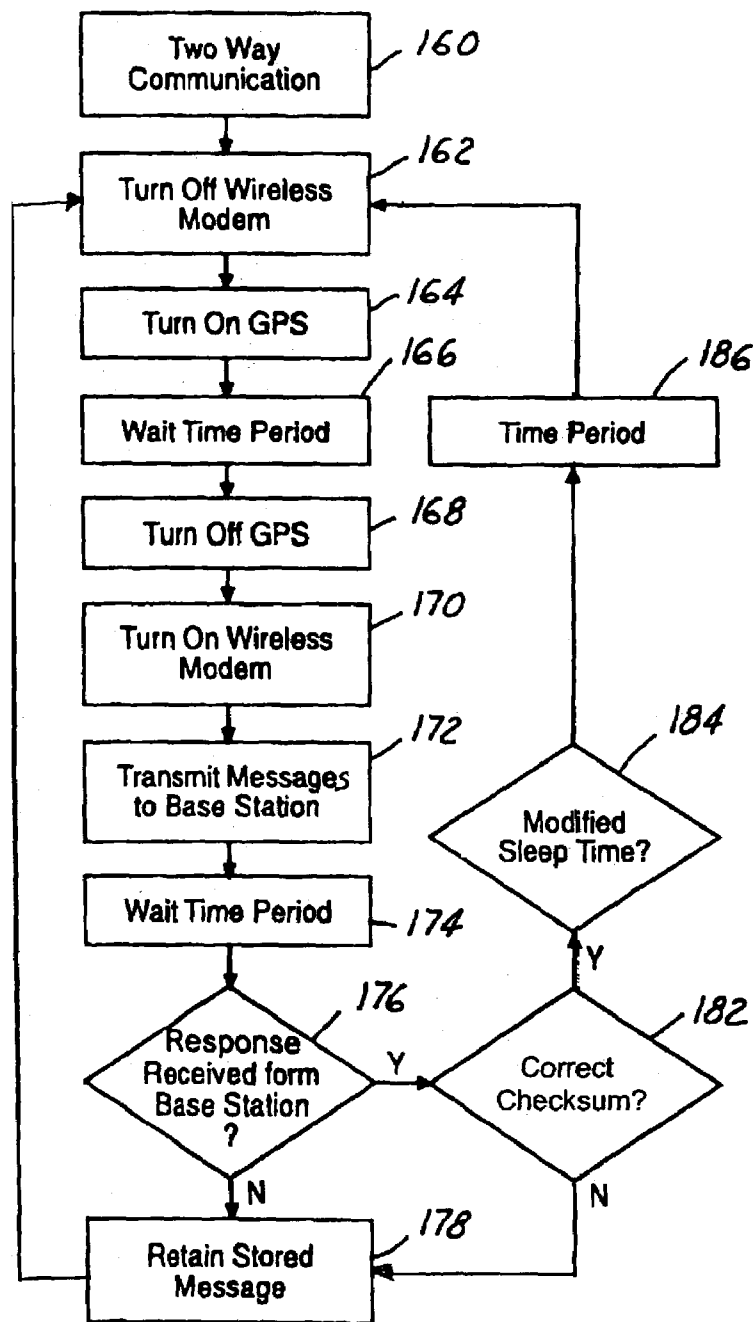 Two Way
Communication
160
Turn Off Wireless
Modem
162
Turn On GPS
164
Wait Time Period
166
Turn Off GPS
168
Turn On Wireless
Modem
170
Transmit Messages
to Base Station
172
Wait Time Period
174
Response
Received form
Base Station
?
176
Y
N
Retain Stored
Message
178
Correct
Checksum?
182
Y
N
Modified
Sleep Time?
184
Time Period
186